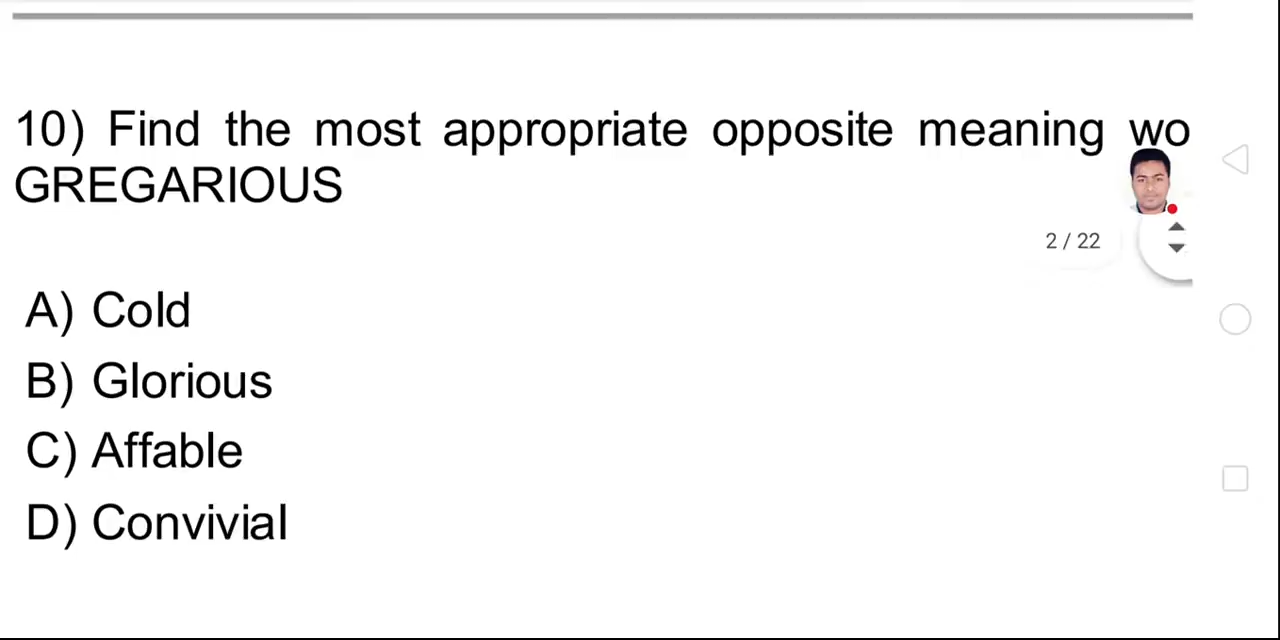 10) Find the most appropriate opposite meaning wo
GREGARIOUS
2 / 22
A) Cold
B) Glorious
C) Affable
D) Convivial